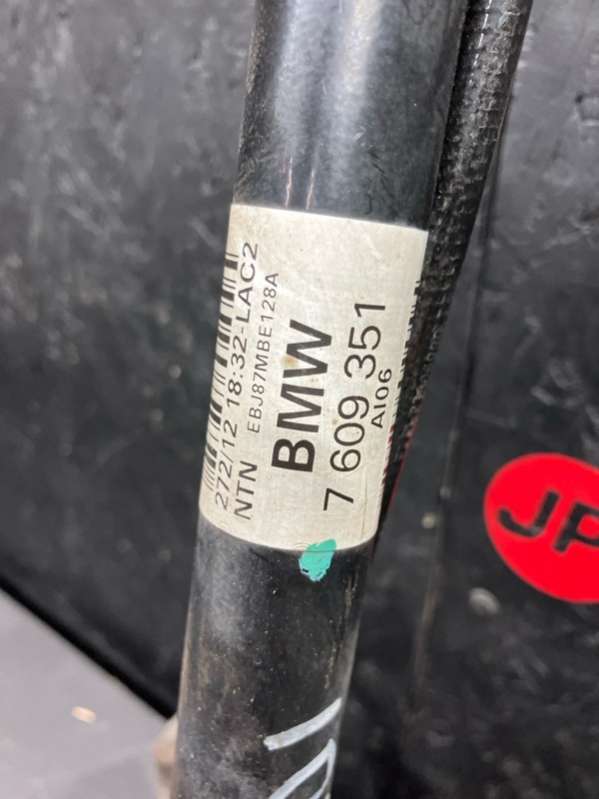 272/12 18:32-LAC2
NTN EBJ87MBE128A
BMW
7 609 351
AI06
JP